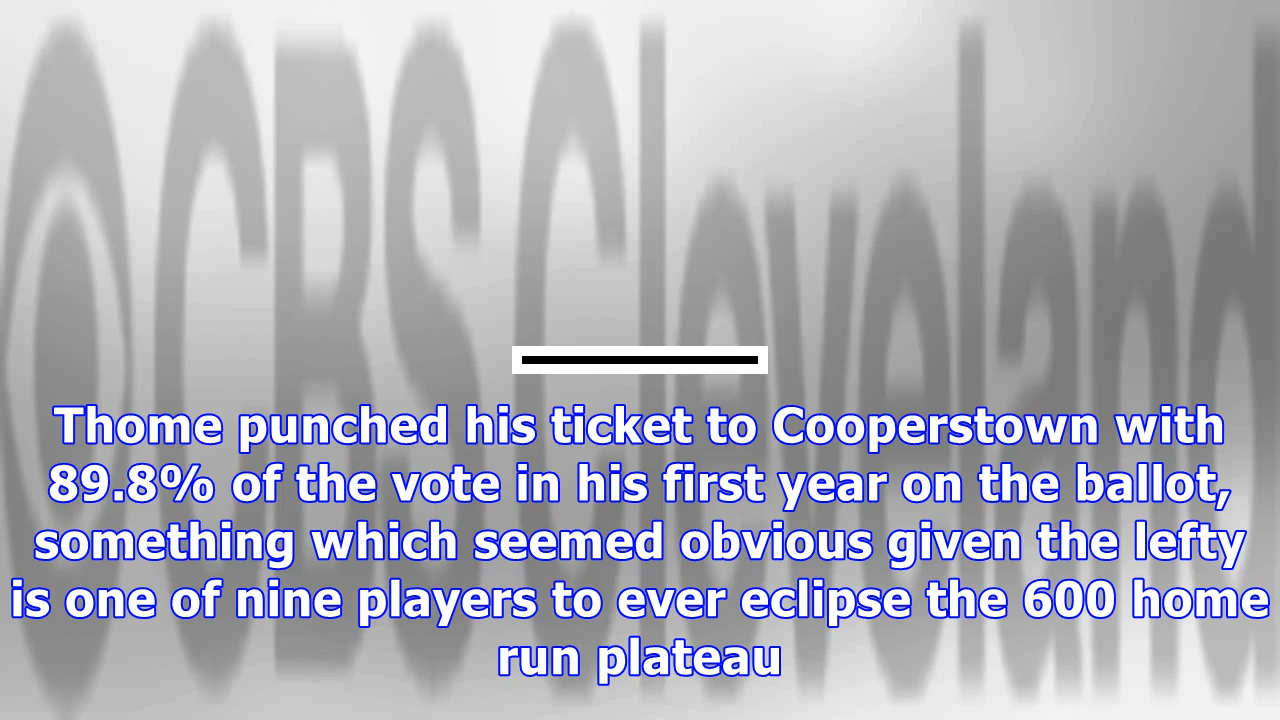 CBS Cleveland
Thome punched his ticket to Cooperstown with
89.8% of the vote in his first year on the ballot,
something which seemed obvious given the lefty
is one of nine players to ever eclipse the 600 home
run plateau